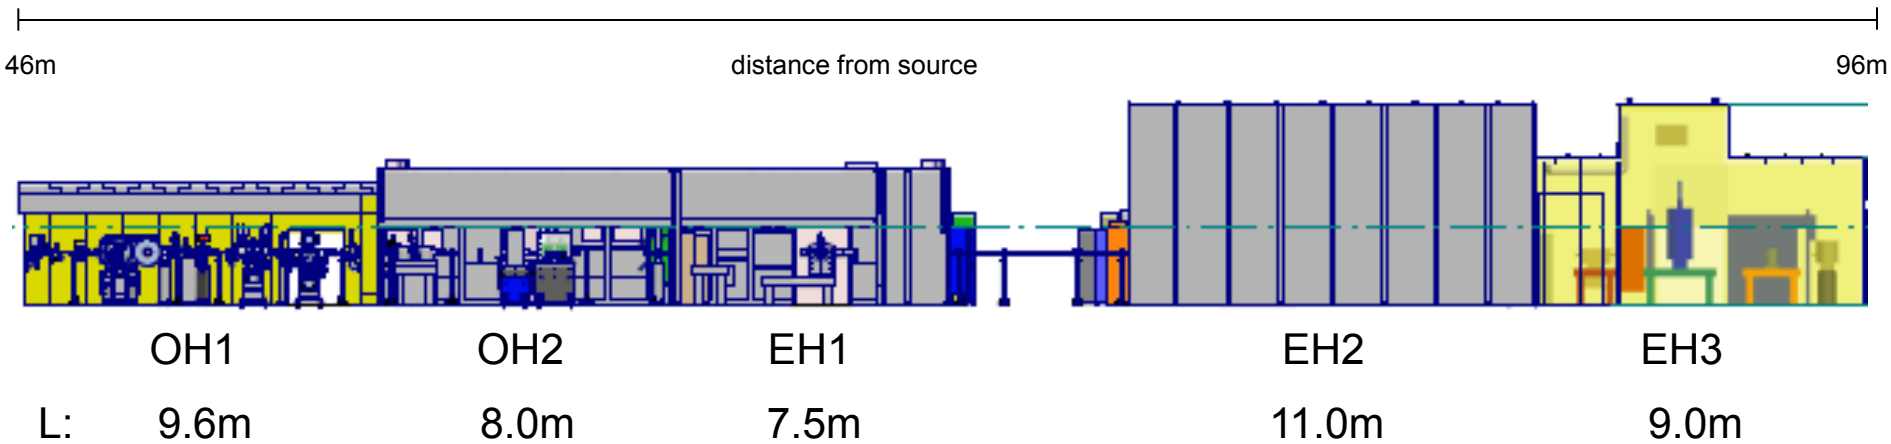 46m distance from source 96m
OH1 OH2 EH1 EH2 EH3
L: 9.6m 8.0m 7.5m 11.0m 9.0m